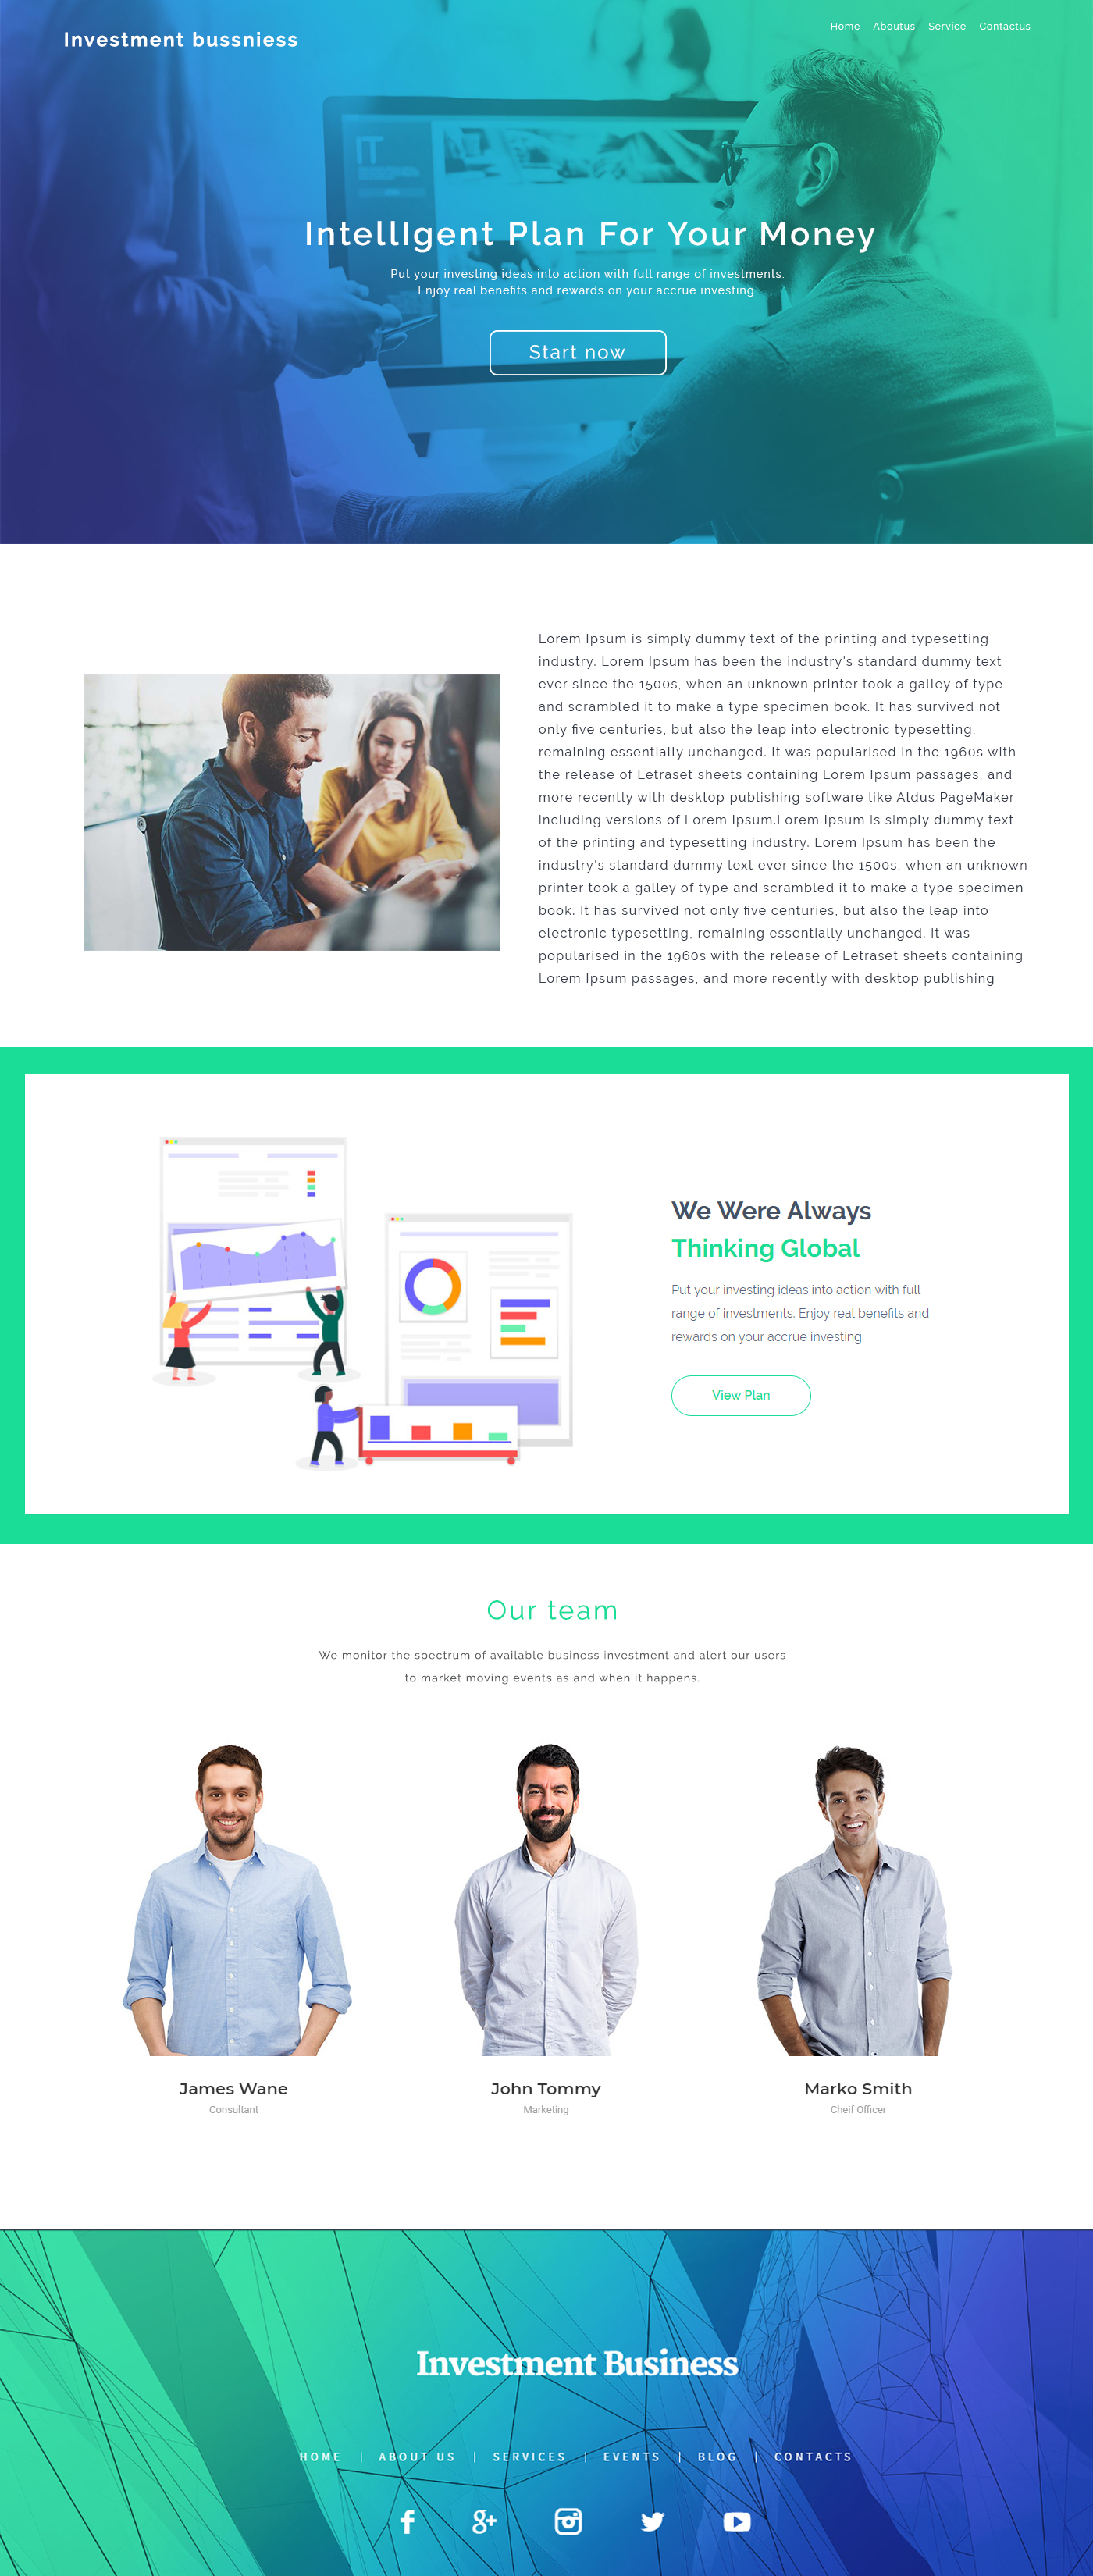 Investment bussniess
Home Aboutus Service Contactus
IT
IntellIgent Plan For Your Money
Put your investing ideas into action with full range of investments.
Enjoy real benefits and rewards on your accrue investing.
Start now
Lorem Ipsum is simply dummy text of the printing and typesetting
industry. Lorem Ipsum has been the industry's standard dummy text
ever since the 1500s, when an unknown printer took a galley of type
and scrambled it to make a type specimen book. It has survived not
only five centuries, but also the leap into electronic typesetting,
remaining essentially unchanged. It was popularised in the 1960s with
the release of Letraset sheets containing Lorem Ipsum passages, and
more recently with desktop publishing software like Aldus PageMaker
including versions of Lorem Ipsum.Lorem Ipsum is simply dummy text
of the printing and typesetting industry. Lorem Ipsum has been the
industry's standard dummy text ever since the 1500s, when an unknown
printer took a galley of type and scrambled it to make a type specimen
book. It has survived not only five centuries, but also the leap into
electronic typesetting, remaining essentially unchanged. It was
popularised in the 1960s with the release of Letraset sheets containing
Lorem Ipsum passages, and more recently with desktop publishing
We Were Always
Thinking Global
Put your investing ideas into action with full
range of investments. Enjoy real benefits and
rewards on your accrue investing.
View Plan
Our team
We monitor the spectrum of available business investment and alert our users
to market moving events as and when it happens.
James Wane
Consultant
John Tommy
Marketing
Marko Smith
Cheif Officer
Investment Business
HOME | ABOUT US | SERVICES | EVENTS | BLOG | CONTACTS